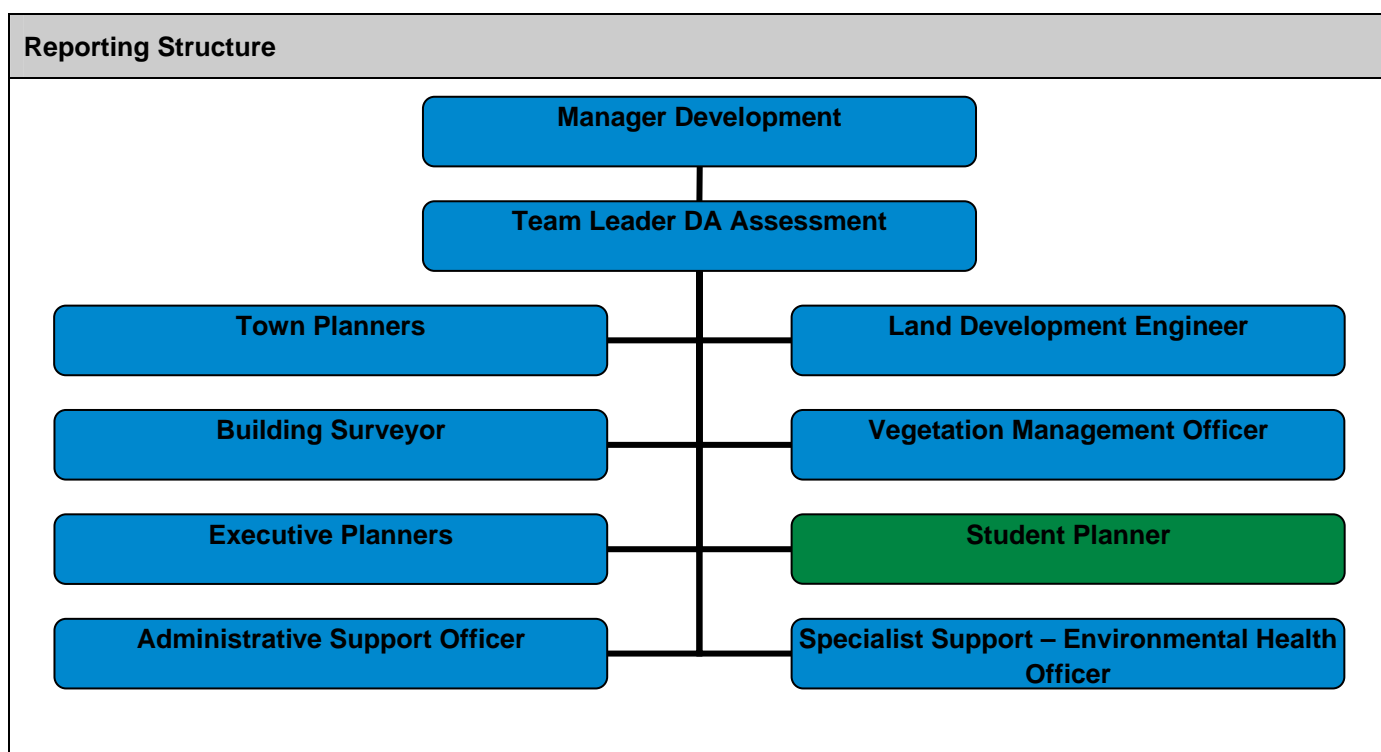 Reporting Structure
Manager Development
Team Leader DA Assessment
Town Planners
Land Development Engineer
Building Surveyor
Vegetation Management Officer
Executive Planners
Student Planner
Administrative Support Officer
Specialist Support – Environmental Health
Officer